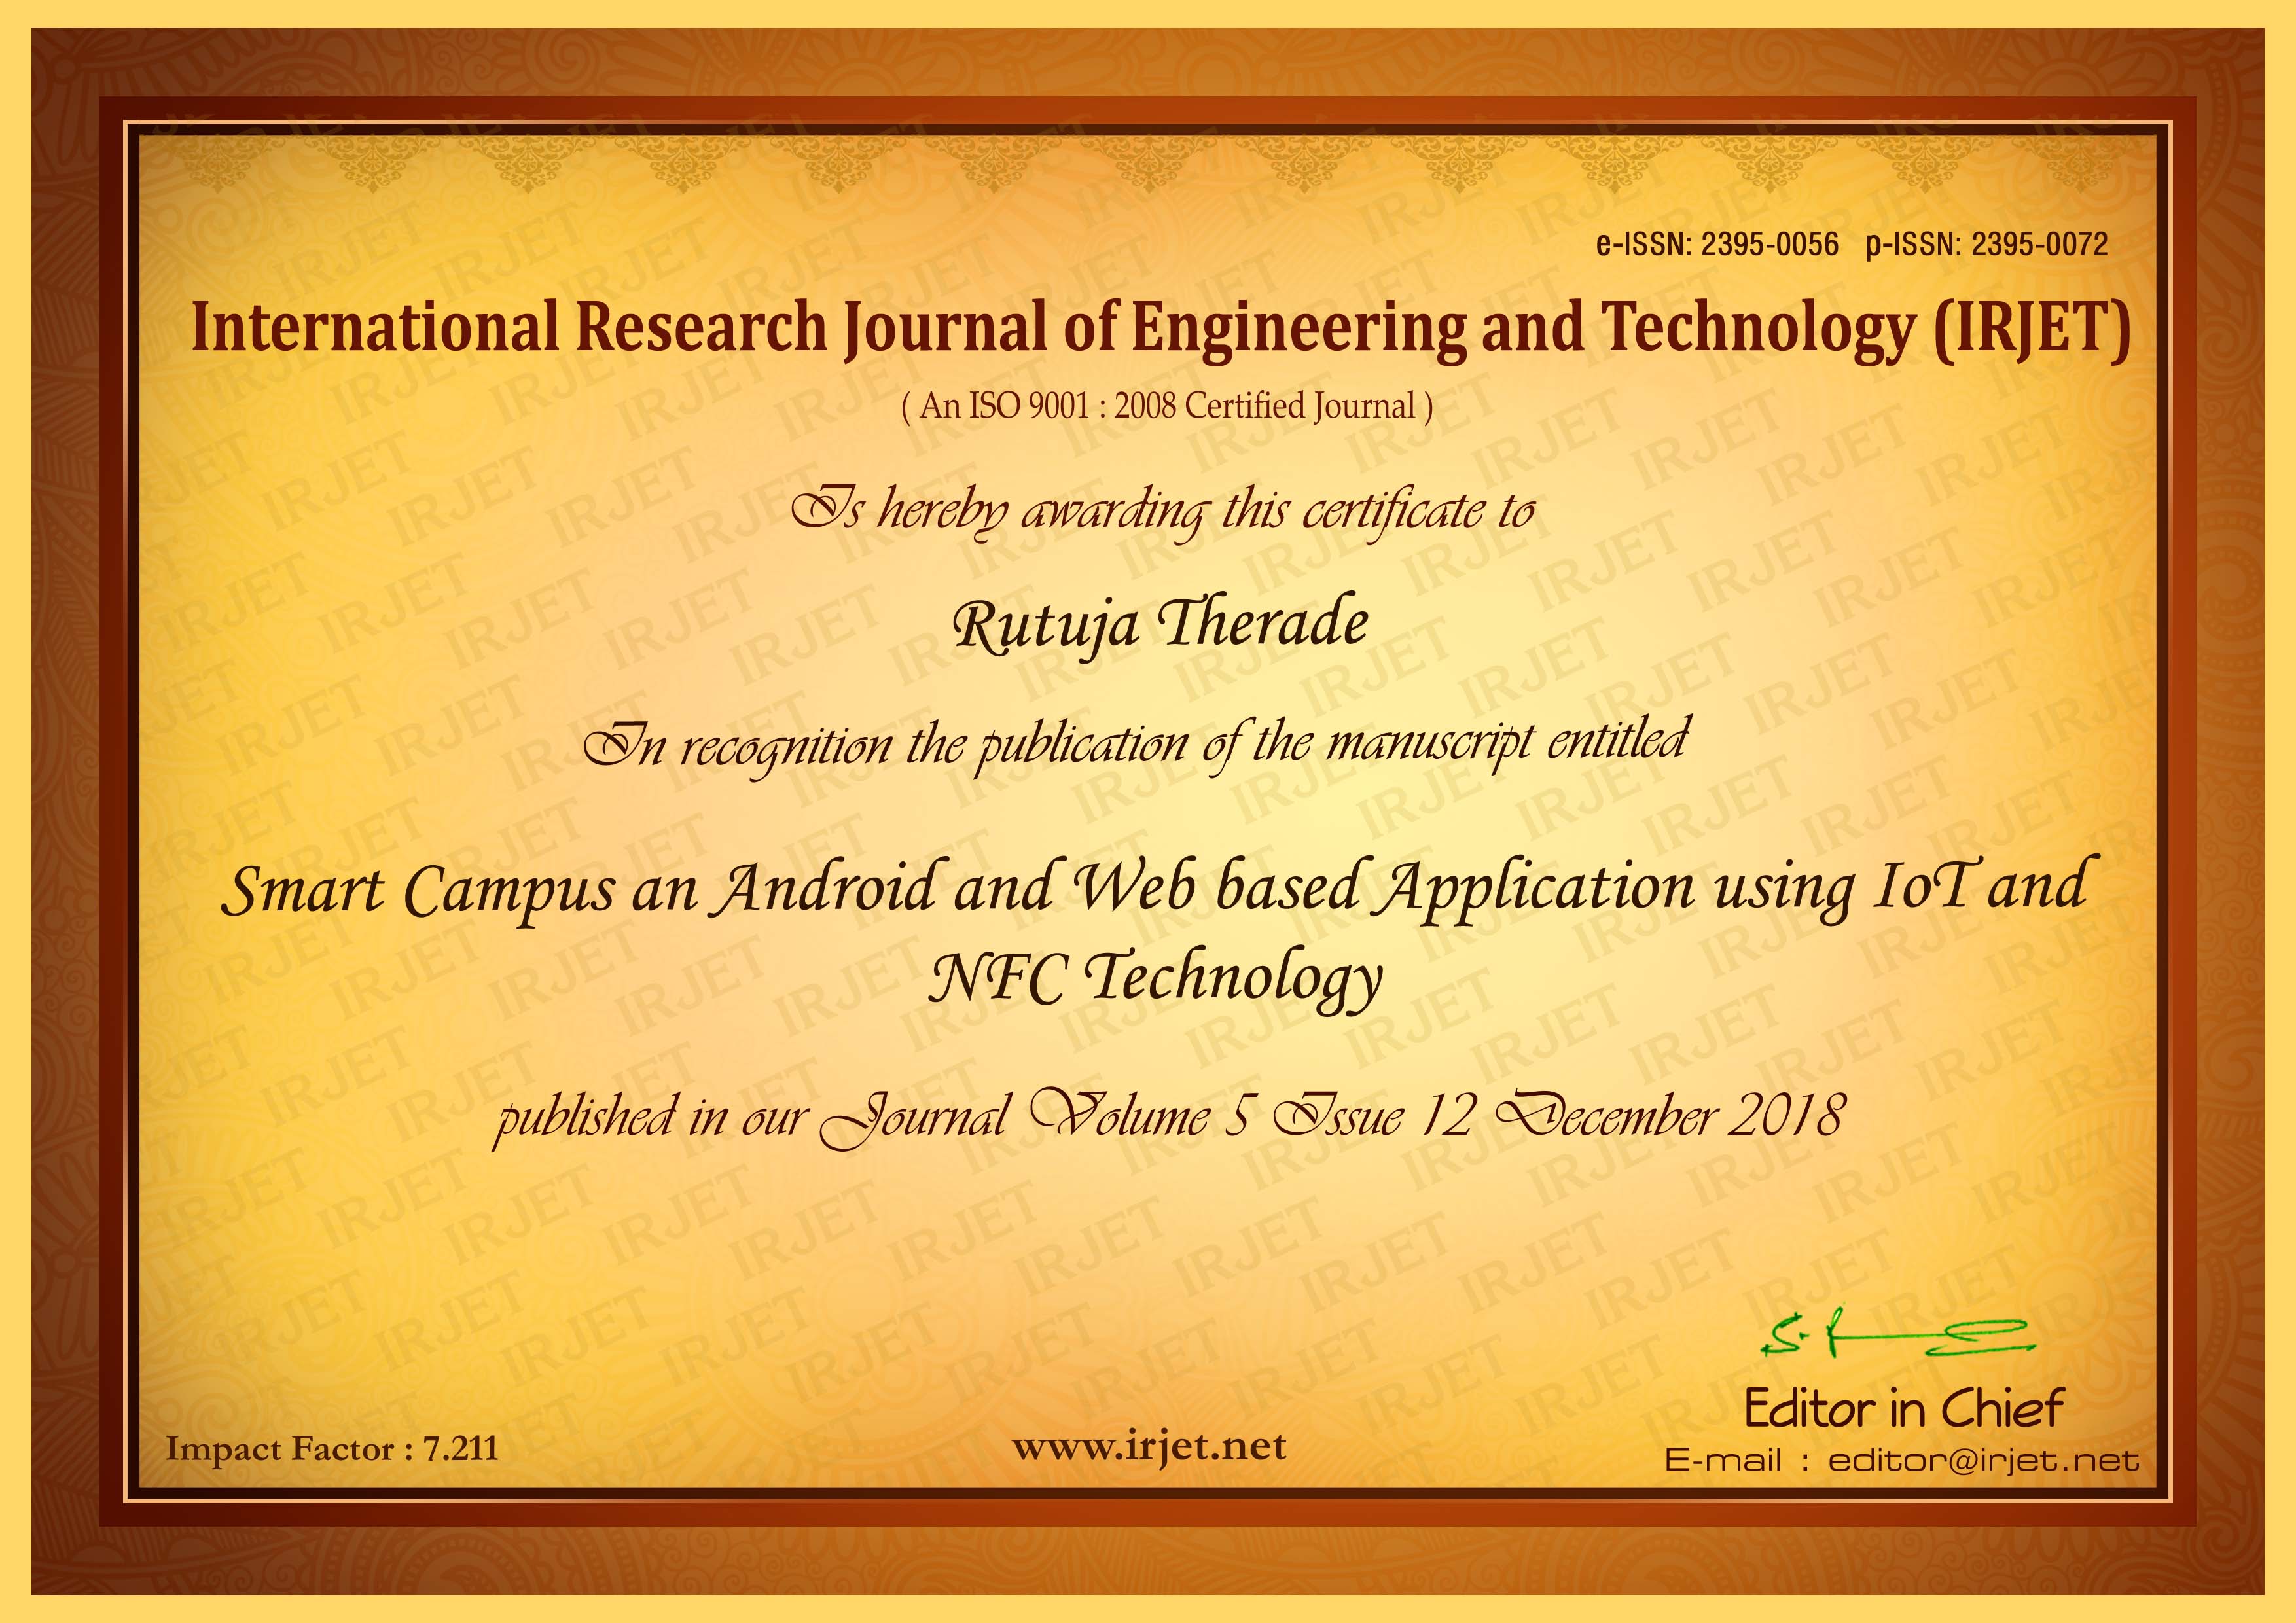 e-ISSN: 2395-0056 p-ISSN: 2395-0072
International Research Journal of Engineering and Technology (IRJET)
( An ISO 9001 : 2008 Certified Journal )
Is hereby awarding this certificate to
Rutuja Therade
In recognition the publication of the manuscript entitled
Smart Campus an Android and Web based Application using IoT and
NFC Technology
published in our Journal Volume 5 Issue 12 December 2018
Editor in Chief
Impact Factor : 7.211
www.irjet.net
E-mail : editor@irjet.net